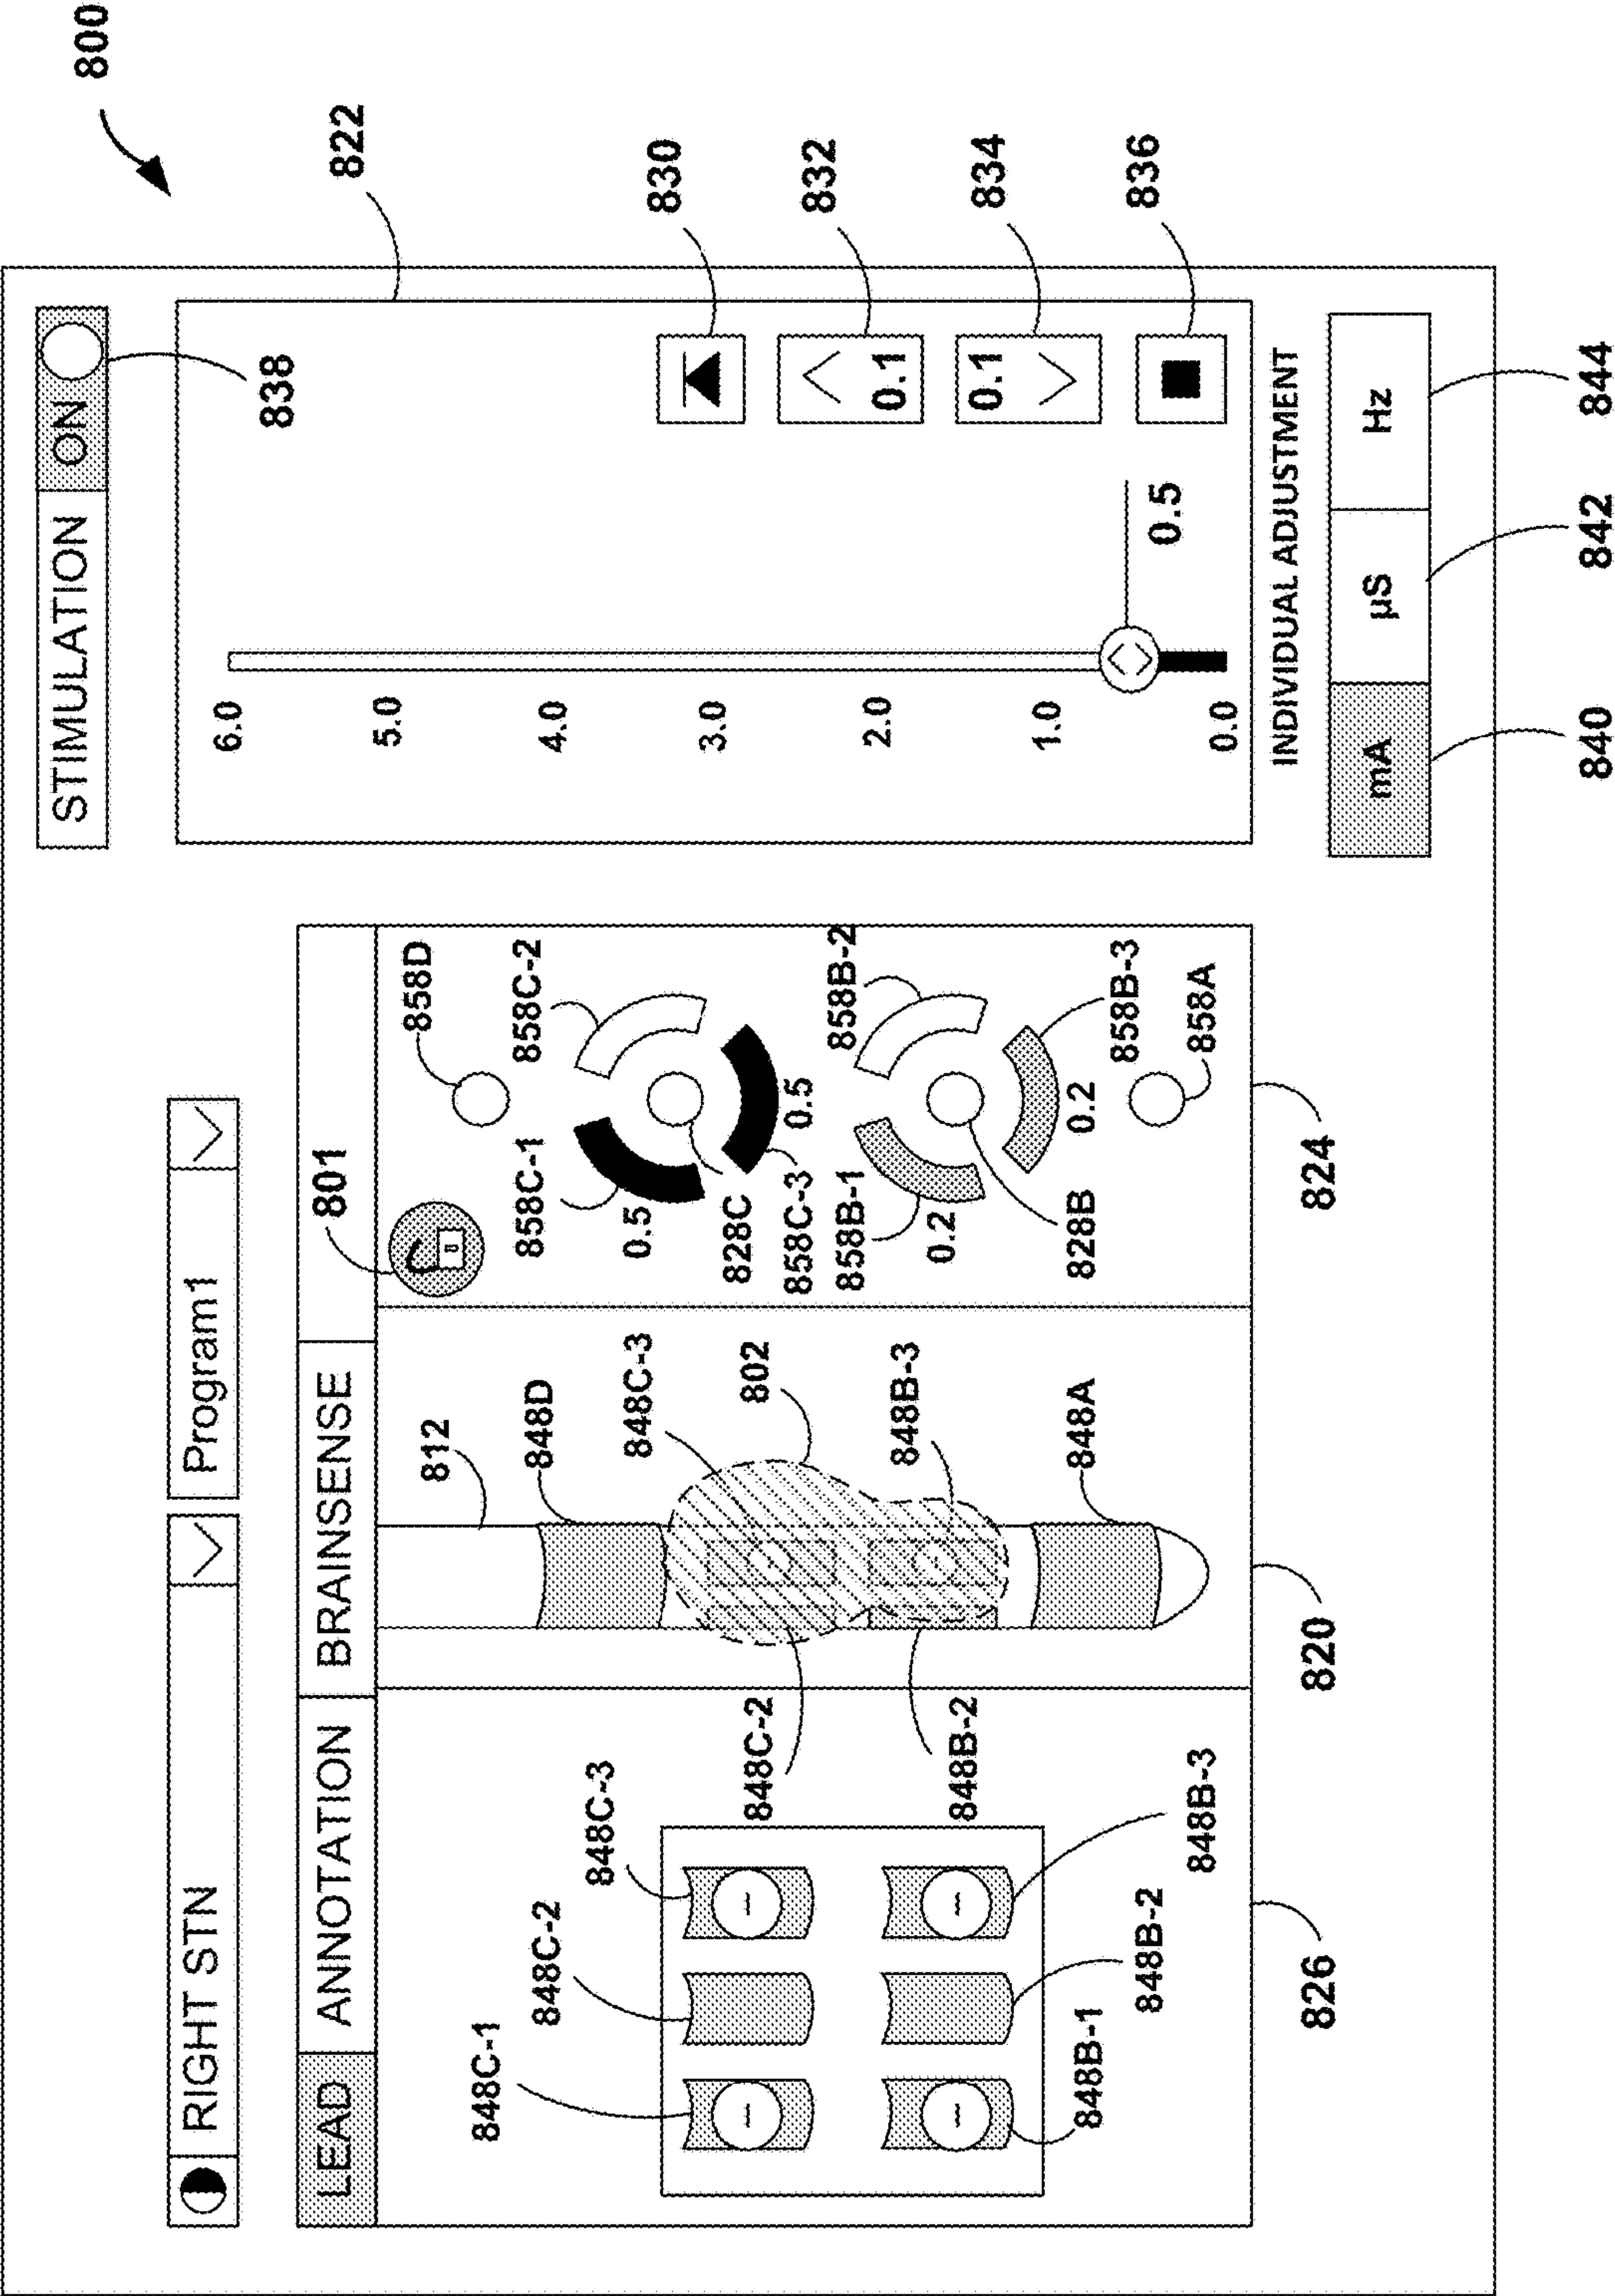 800
RIGHT STN
Program1
STIMULATION ON
838
822
LEAD ANNOTATION BRAINSENSE
801
812
848D
848C-3
802
848B-3
848A
848C-2
848B-2
848C-1
848C-2
848C-3
848B-1
848B-2
848B-3
858D
858C-1
858C-2
0.5
828C
0.5
858C-3
858B-1
858B-2
0.2
828B
0.2
858B-3
858A
6.0
5.0
4.0
3.0
2.0
1.0
0.0
0.5
830
0.1
832
0.1
834
836
INDIVIDUAL ADJUSTMENT
mA µS Hz
826
820
824
840
842
844